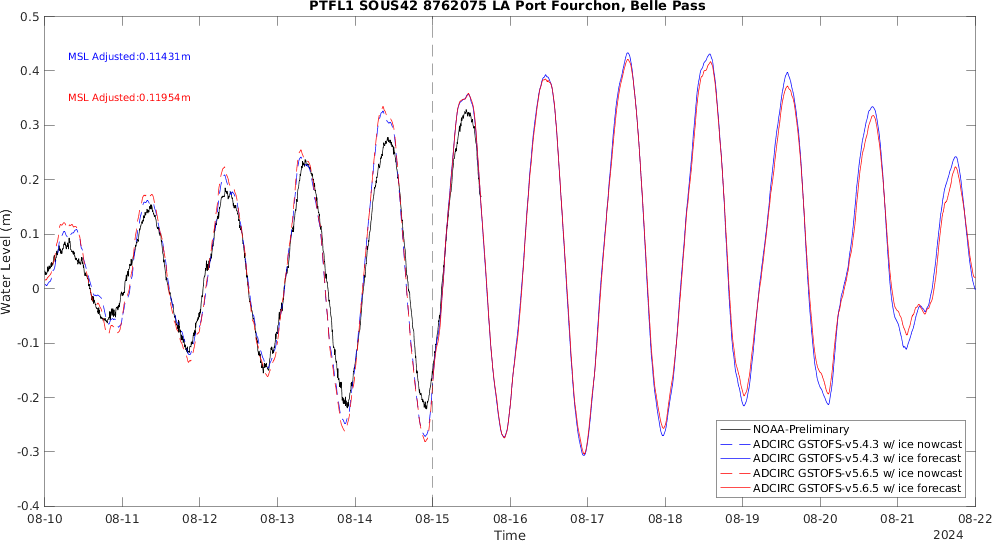 PTFL1 SOUS42 8762075 LA Port Fourchon, Belle Pass
MSL Adjusted:0.11431m
MSL Adjusted:0.11954m
Water Level (m)
0.5
0.4
0.3
0.2
0.1
0
-0.1
-0.2
-0.3
-0.4
NOAA-Preliminary
ADCIRC GSTOFS-v5.4.3 w/ ice nowcast
ADCIRC GSTOFS-v5.4.3 w/ ice forecast
ADCIRC GSTOFS-v5.6.5 w/ ice nowcast
ADCIRC GSTOFS-v5.6.5 w/ ice forecast
08-10 08-11 08-12 08-13 08-14 08-15 08-16 08-17 08-18 08-19 08-20 08-21 08-22
Time
2024